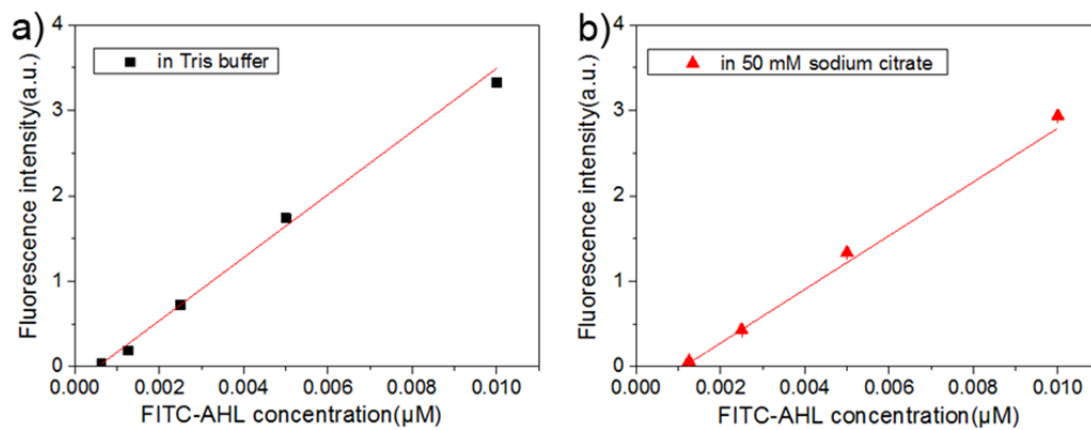 a)
in Tris buffer
Fluorescence intensity(a.u.)
4
3
2
1
0
0.000 0.002 0.004 0.006 0.008 0.010
FITC-AHL concentration(μM)
b)
in 50 mM sodium citrate
Fluorescence intensity(a.u.)
4
3
2
1
0
0.000 0.002 0.004 0.006 0.008 0.010
FITC-AHL concentration(μM)